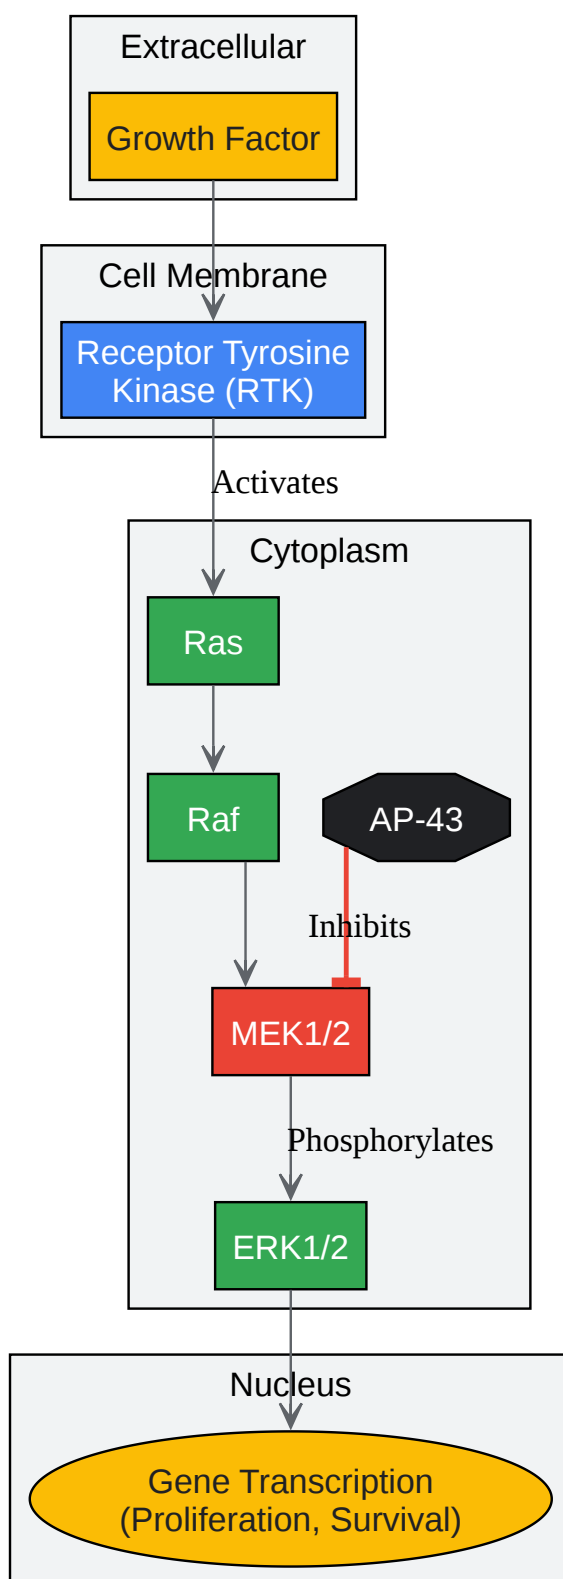 Extracellular
Growth Factor
Cell Membrane
Receptor Tyrosine
Kinase (RTK)
Activates
Cytoplasm
Ras
Raf
AP-43
Inhibits
MEK1/2
Phosphorylates
ERK1/2
Nucleus
Gene Transcription
(Proliferation, Survival)